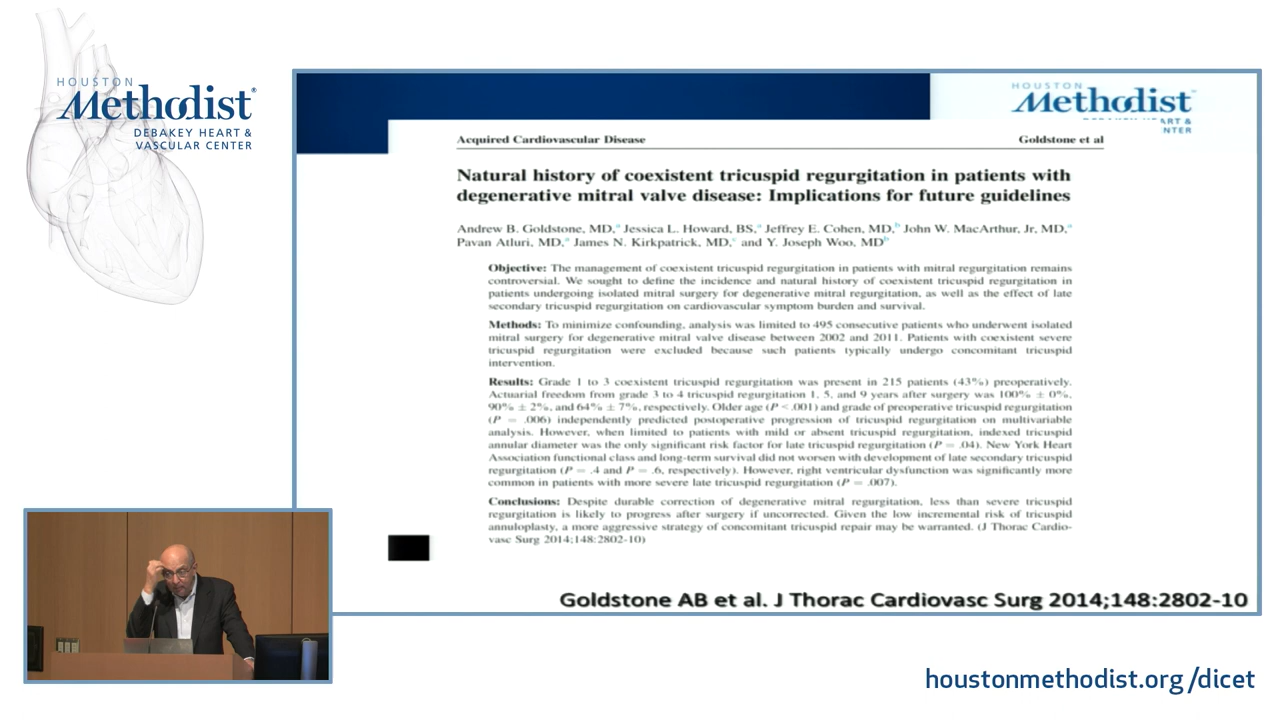 HOUSTON
Methodist®
DEBAKEY HEART &
VASCULAR CENTER
HOUSTON
Methodist
Acquired Cardiovascular Disease Goldstone et al
Natural history of coexistent tricuspid regurgitation in patients with
degenerative mitral valve disease: Implications for future guidelines
Andrew B. Goldstone, MD,a Jessica L. Howard, BS,a Jeffrey E. Cohen, MD,b John W. MacArthur, Jr, MD,a
Pavan Atluri, MD,a James N. Kirkpatrick, MD,c and Y. Joseph Woo, MDb
Objective: The management of coexistent tricuspid regurgitation in patients with mitral regurgitation remains
controversial. We sought to define the incidence and natural history of coexistent tricuspid regurgitation in
patients undergoing isolated mitral surgery for degenerative mitral regurgitation, as well as the effect of late
secondary tricuspid regurgitation on cardiovascular symptom burden and survival.
Methods: To minimize confounding, analysis was limited to 495 consecutive patients who underwent isolated
mitral surgery for degenerative mitral valve disease between 2002 and 2011. Patients with coexistent severe
tricuspid regurgitation were excluded because such patients typically undergo concomitant tricuspid
intervention.
Results: Grade 1 to 3 coexistent tricuspid regurgitation was present in 215 patients (43%) preoperatively.
Actuarial freedom from grade 3 to 4 tricuspid regurgitation 1, 5, and 9 years after surgery was 100% ± 0%,
90% ± 2%, and 64% ± 7%, respectively. Older age (P < .001) and grade of preoperative tricuspid regurgitation
(P = .006) independently predicted postoperative progression of tricuspid regurgitation on multivariable
analysis. However, when limited to patients with mild or absent tricuspid regurgitation, indexed tricuspid
annular diameter was the only significant risk factor for late tricuspid regurgitation (P = .04). New York Heart
Association functional class and long-term survival did not worsen with development of late secondary tricuspid
regurgitation (P = .4 and P = .6, respectively). However, right ventricular dysfunction was significantly more
common in patients with more severe late tricuspid regurgitation (P = .007).
Conclusions: Despite durable correction of degenerative mitral regurgitation, less than severe tricuspid
regurgitation is likely to progress after surgery if uncorrected. Given the low incremental risk of tricuspid
annuloplasty, a more aggressive strategy of concomitant tricuspid repair may be warranted. (J Thorac Cardio-
vasc Surg 2014;148:2802-10)
Goldstone AB et al. J Thorac Cardiovasc Surg 2014;148:2802-10
houstonmethodist.org/dicet